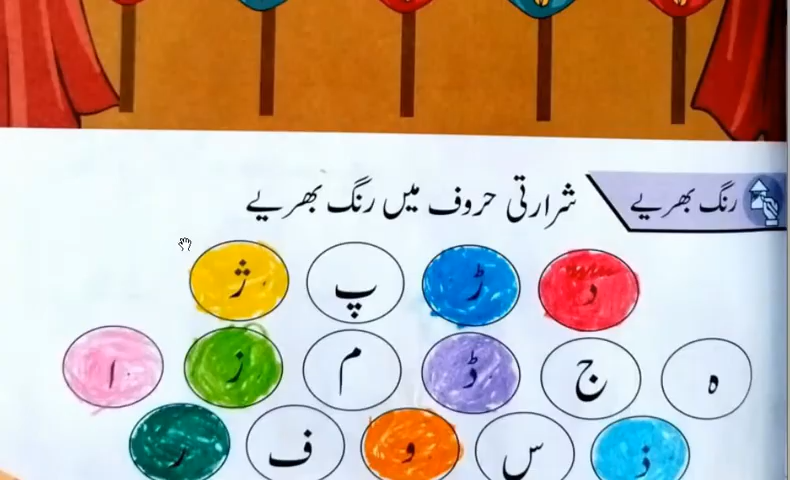 رنگ بھریے
شرارتی حروف میں رنگ بھریے
د ڑ پ ژ
ہ ج ڈ م ز ا
ذ س و ف ر